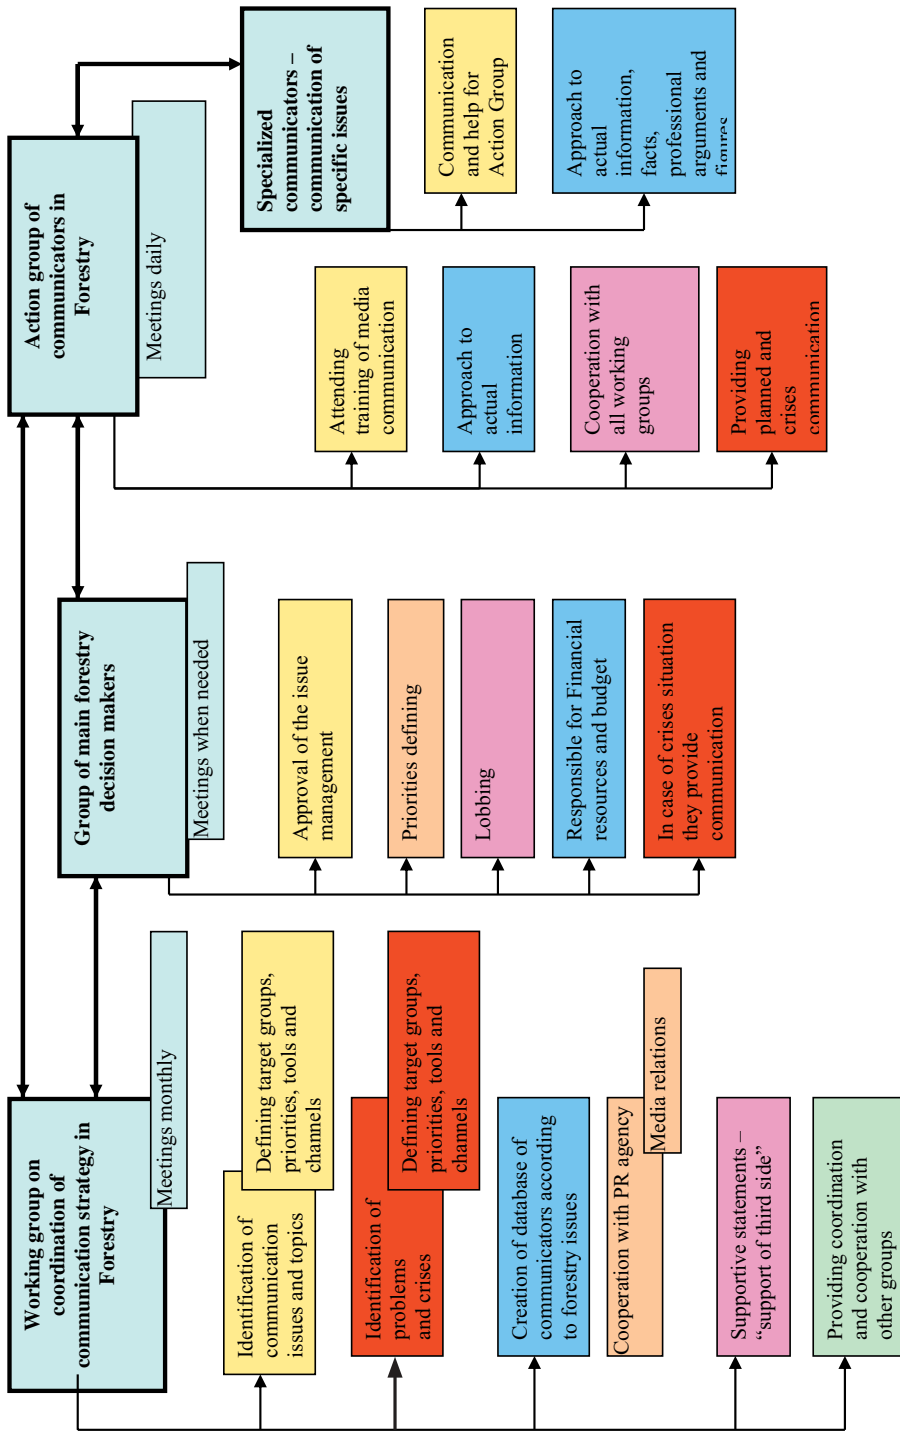 Working group on
coordination of
communication strategy in
Forestry
Meetings monthly
Identification of
communication
issues and topics
Defining target groups,
priorities, tools and
channels
Identification of
problems
and crises
Defining target groups,
priorities, tools and
channels
Creation of database of
communicators according
to forestry issues
Cooperation with PR agency
Media relations
Supportive statements –
“support of third side”
Providing coordination
and cooperation with
other groups
Group of main forestry
decision makers
Meetings when needed
Approval of the issue
management
Priorities defining
Lobbing
Responsible for Financial
resources and budget
In case of crises situation
they provide
communication
Action group of
communicators in
Forestry
Meetings daily
Attending
training of media
communication
Approach to
actual
information
Cooperation with
all working
groups
Providing
planned and
crises
communication
Specialized
communicators –
communication of
specific issues
Communication
and help for
Action Group
Approach to
actual
information,
facts,
professional
arguments and
figures